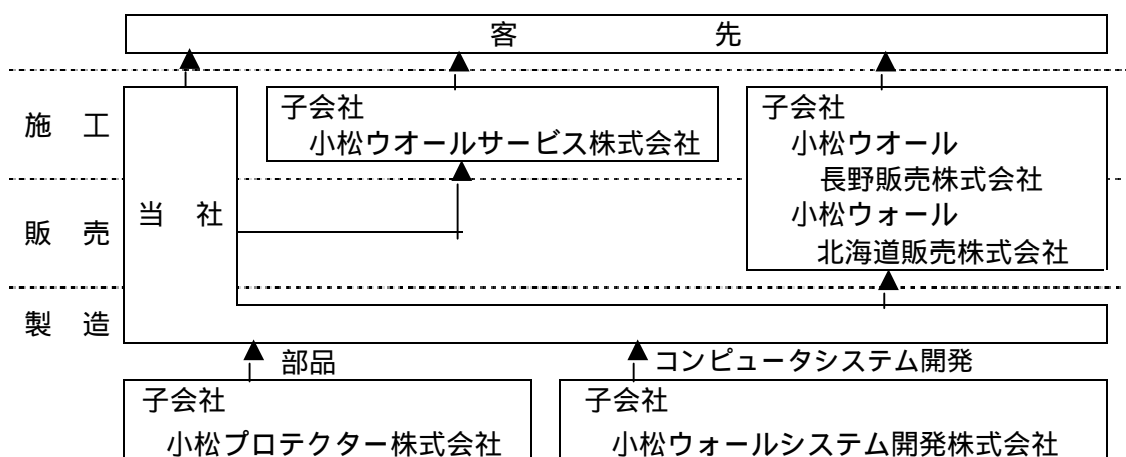 客 先
施 工
子会社
小松ウオールサービス株式会社
子会社
小松ウオール
長野販売株式会社
小松ウォール
北海道販売株式会社
販 売
当 社
製 造
部品
コンピュータシステム開発
子会社
小松プロテクター株式会社
子会社
小松ウォールシステム開発株式会社